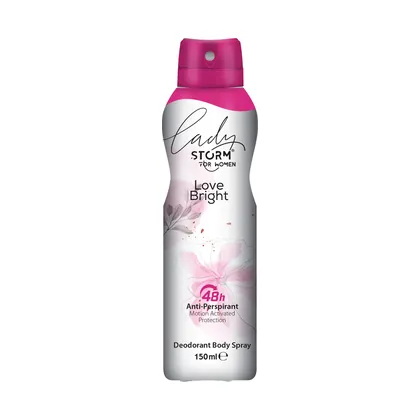 Lady
STORM®
FOR WOMEN
Love
Bright
48h
Anti-Perspirant
Motion Activated
Protection
Deodorant Body Spray
150ml ℮